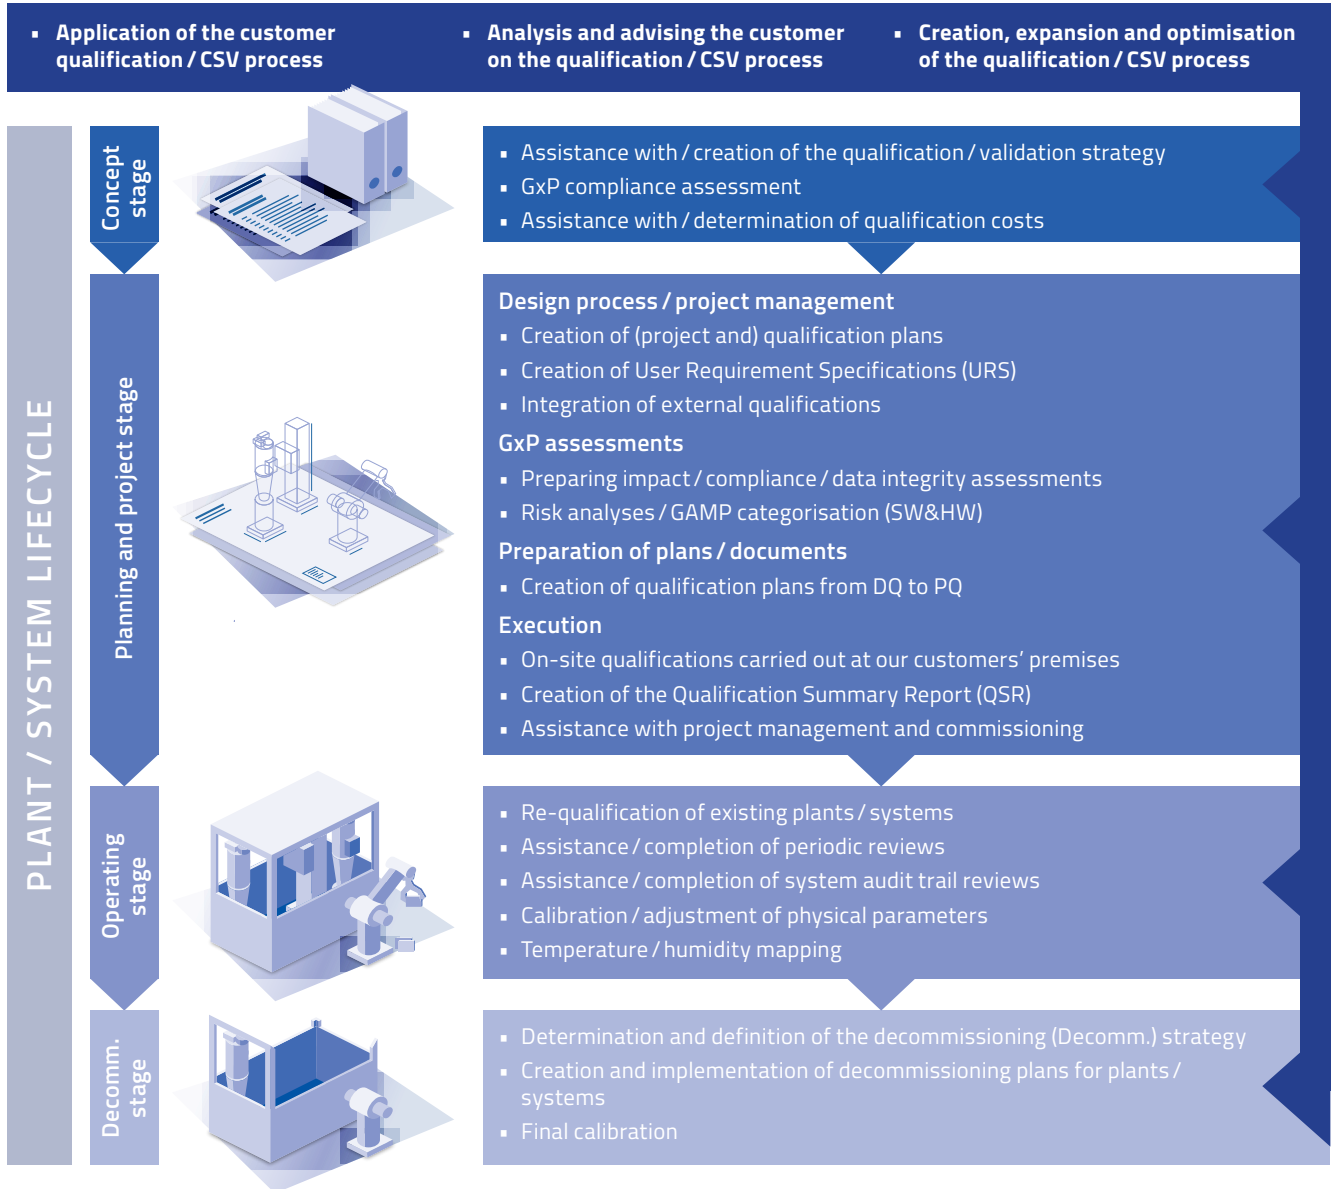 ▪ Application of the customer
qualification / CSV process
▪ Analysis and advising the customer
on the qualification / CSV process
▪ Creation, expansion and optimisation
of the qualification / CSV process
PLANT / SYSTEM LIFECYCLE
Concept
stage
▪ Assistance with / creation of the qualification / validation strategy
▪ GxP compliance assessment
▪ Assistance with / determination of qualification costs
Planning and project stage
Design process / project management
▪ Creation of (project and) qualification plans
▪ Creation of User Requirement Specifications (URS)
▪ Integration of external qualifications
GxP assessments
▪ Preparing impact / compliance / data integrity assessments
▪ Risk analyses / GAMP categorisation (SW&HW)
Preparation of plans / documents
▪ Creation of qualification plans from DQ to PQ
Execution
▪ On-site qualifications carried out at our customers’ premises
▪ Creation of the Qualification Summary Report (QSR)
▪ Assistance with project management and commissioning
Operating
stage
▪ Re-qualification of existing plants / systems
▪ Assistance / completion of periodic reviews
▪ Assistance / completion of system audit trail reviews
▪ Calibration / adjustment of physical parameters
▪ Temperature / humidity mapping
Decomm.
stage
▪ Determination and definition of the decommissioning (Decomm.) strategy
▪ Creation and implementation of decommissioning plans for plants /
systems
▪ Final calibration